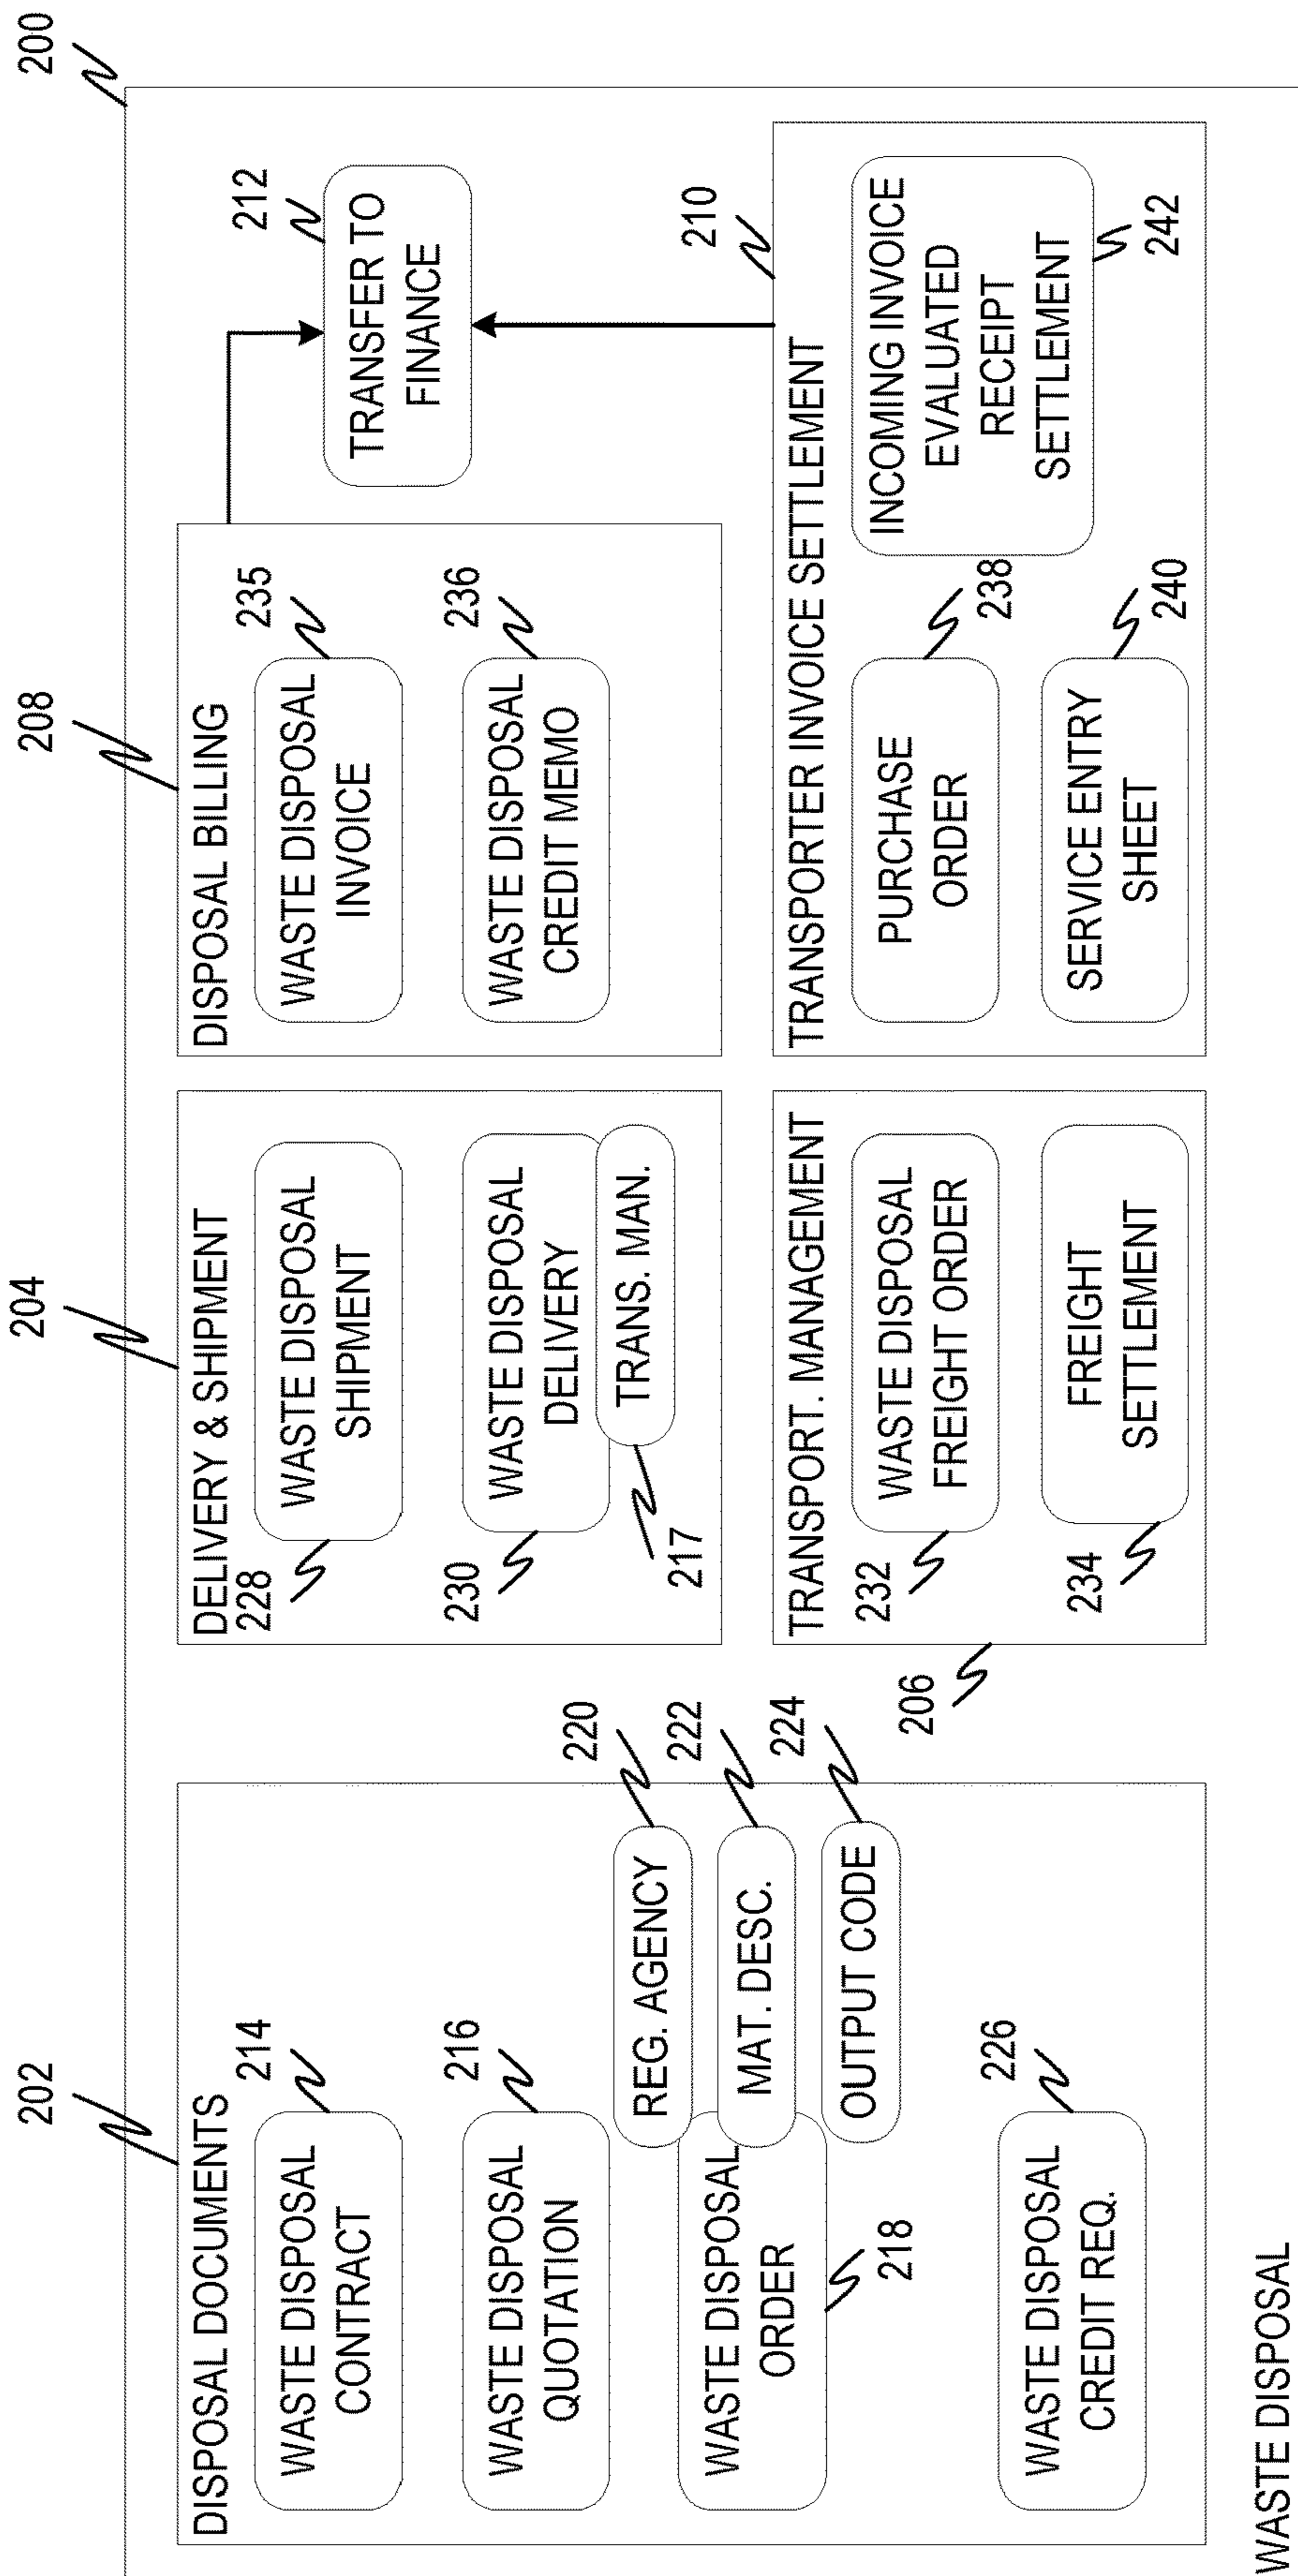 200
202
DISPOSAL DOCUMENTS
214
WASTE DISPOSAL
CONTRACT
216
WASTE DISPOSAL
QUOTATION
REG. AGENCY
220
MAT. DESC.
222
OUTPUT CODE
224
WASTE DISPOSAL
ORDER
218
226
WASTE DISPOSAL
CREDIT REQ.
204
DELIVERY & SHIPMENT
228
WASTE DISPOSAL
SHIPMENT
230
WASTE DISPOSAL
DELIVERY
TRANS. MAN.
217
206
TRANSPORT. MANAGEMENT
232
WASTE DISPOSAL
FREIGHT ORDER
234
FREIGHT
SETTLEMENT
208
DISPOSAL BILLING
235
WASTE DISPOSAL
INVOICE
236
WASTE DISPOSAL
CREDIT MEMO
212
TRANSFER TO
FINANCE
210
TRANSPORTER INVOICE SETTLEMENT
PURCHASE
ORDER
238
SERVICE ENTRY
SHEET
240
INCOMING INVOICE
EVALUATED
RECEIPT
SETTLEMENT
242
WASTE DISPOSAL